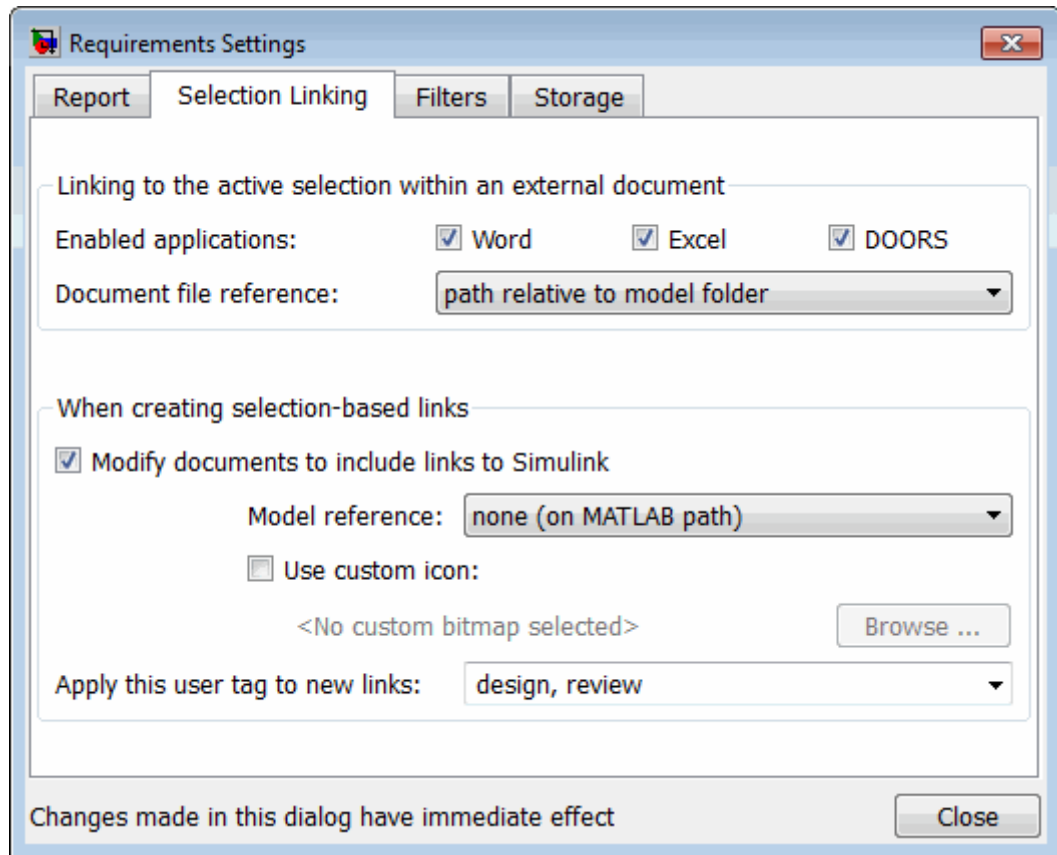 Requirements Settings
Report Selection Linking Filters Storage
Linking to the active selection within an external document
Enabled applications: Word Excel DOORS
Document file reference: path relative to model folder
When creating selection-based links
Modify documents to include links to Simulink
Model reference: none (on MATLAB path)
Use custom icon:
<No custom bitmap selected> Browse ...
Apply this user tag to new links: design, review
Changes made in this dialog have immediate effect Close